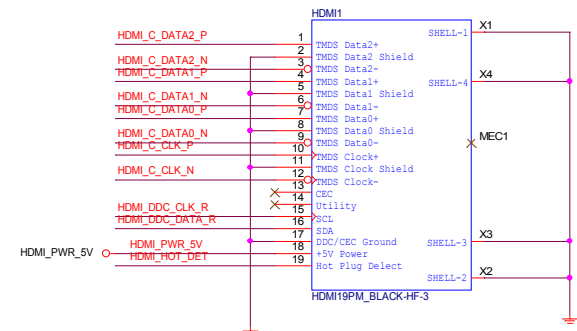 HDMI1
HDMI_C_DATA2_P 1 TMDS Data2+ SHELL-1 X1
2 TMDS Data2 Shield
HDMI_C_DATA2_N 3 TMDS Data2-
HDMI_C_DATA1_P 4 TMDS Data1+ SHELL-4 X4
5 TMDS Data1 Shield
HDMI_C_DATA1_N 6 TMDS Data1-
HDMI_C_DATA0_P 7 TMDS Data0+
8 TMDS Data0 Shield MEC1
HDMI_C_DATA0_N 9 TMDS Data0-
HDMI_C_CLK_P 10 TMDS Clock+
11 TMDS Clock Shield
HDMI_C_CLK_N 12 TMDS Clock-
13 CEC
14 Utility
HDMI_DDC_CLK_R 15 SCL
HDMI_DDC_DATA_R 16 SDA
17 DDC/CEC Ground SHELL-3 X3
HDMI_PWR_5V HDMI_PWR_5V 18 +5V Power
HDMI_HOT_DET 19 Hot Plug Delect
SHELL-2 X2
HDMI19PM_BLACK-HF-3